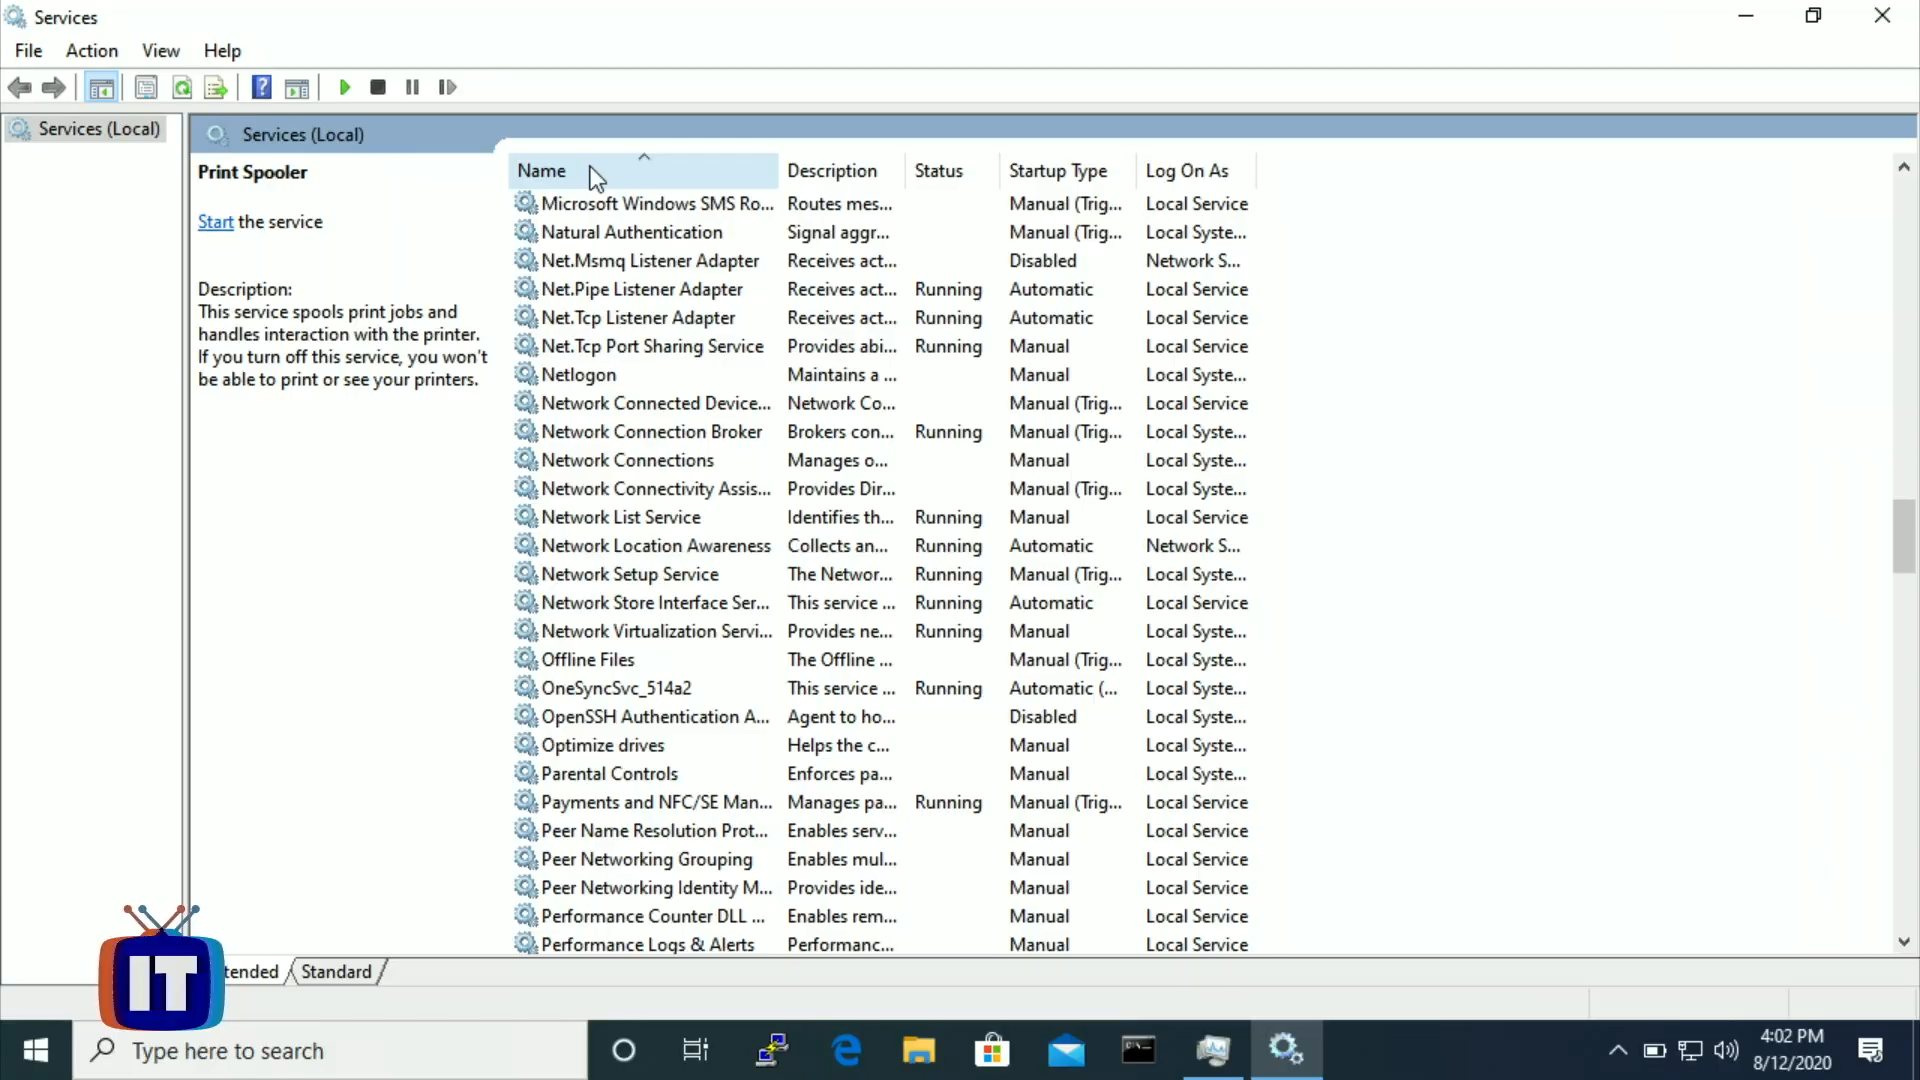 Services
File Action View Help
Services (Local)
Services (Local)
Print Spooler
Start the service
Description:
This service spools print jobs and
handles interaction with the printer.
If you turn off this service, you won't
be able to print or see your printers.
Name Description Status Startup Type Log On As
Microsoft Windows SMS Ro... Routes mes... Manual (Trig... Local Service
Natural Authentication Signal aggr... Manual (Trig... Local Syste...
Net.Msmq Listener Adapter Receives act... Disabled Network S...
Net.Pipe Listener Adapter Receives act... Running Automatic Local Service
Net.Tcp Listener Adapter Receives act... Running Automatic Local Service
Net.Tcp Port Sharing Service Provides abi... Running Manual Local Service
Netlogon Maintains a ... Manual Local Syste...
Network Connected Device... Network Co... Manual (Trig... Local Service
Network Connection Broker Brokers con... Running Manual (Trig... Local Syste...
Network Connections Manages o... Manual Local Syste...
Network Connectivity Assis... Provides Dir... Manual (Trig... Local Syste...
Network List Service Identifies th... Running Manual Local Service
Network Location Awareness Collects an... Running Automatic Network S...
Network Setup Service The Networ... Running Manual (Trig... Local Syste...
Network Store Interface Ser... This service ... Running Automatic Local Service
Network Virtualization Servi... Provides ne... Running Manual Local Syste...
Offline Files The Offline ... Manual (Trig... Local Syste...
OneSyncSvc_514a2 This service ... Running Automatic (... Local Syste...
OpenSSH Authentication A... Agent to ho... Disabled Local Syste...
Optimize drives Helps the c... Manual Local Syste...
Parental Controls Enforces pa... Manual Local Syste...
Payments and NFC/SE Man... Manages pa... Running Manual (Trig... Local Service
Peer Name Resolution Prot... Enables serv... Manual Local Service
Peer Networking Grouping Enables mul... Manual Local Service
Peer Networking Identity M... Provides ide... Manual Local Service
Performance Counter DLL ... Enables rem... Manual Local Service
Performance Logs & Alerts Performanc... Manual Local Service
tended Standard
IT
Type here to search
4:02 PM
8/12/2020